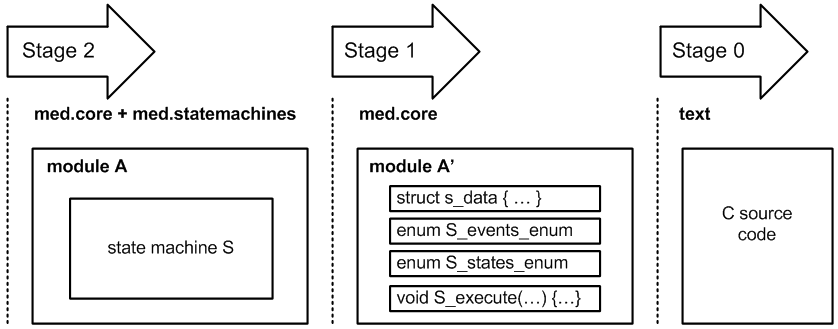 Stage 2
Stage 1
Stage 0
med.core + med.statemachines
med.core
text
module A
state machine S
module A’
struct s_data { … }
enum S_events_enum
enum S_states_enum
void S_execute(…) {…}
C source
code